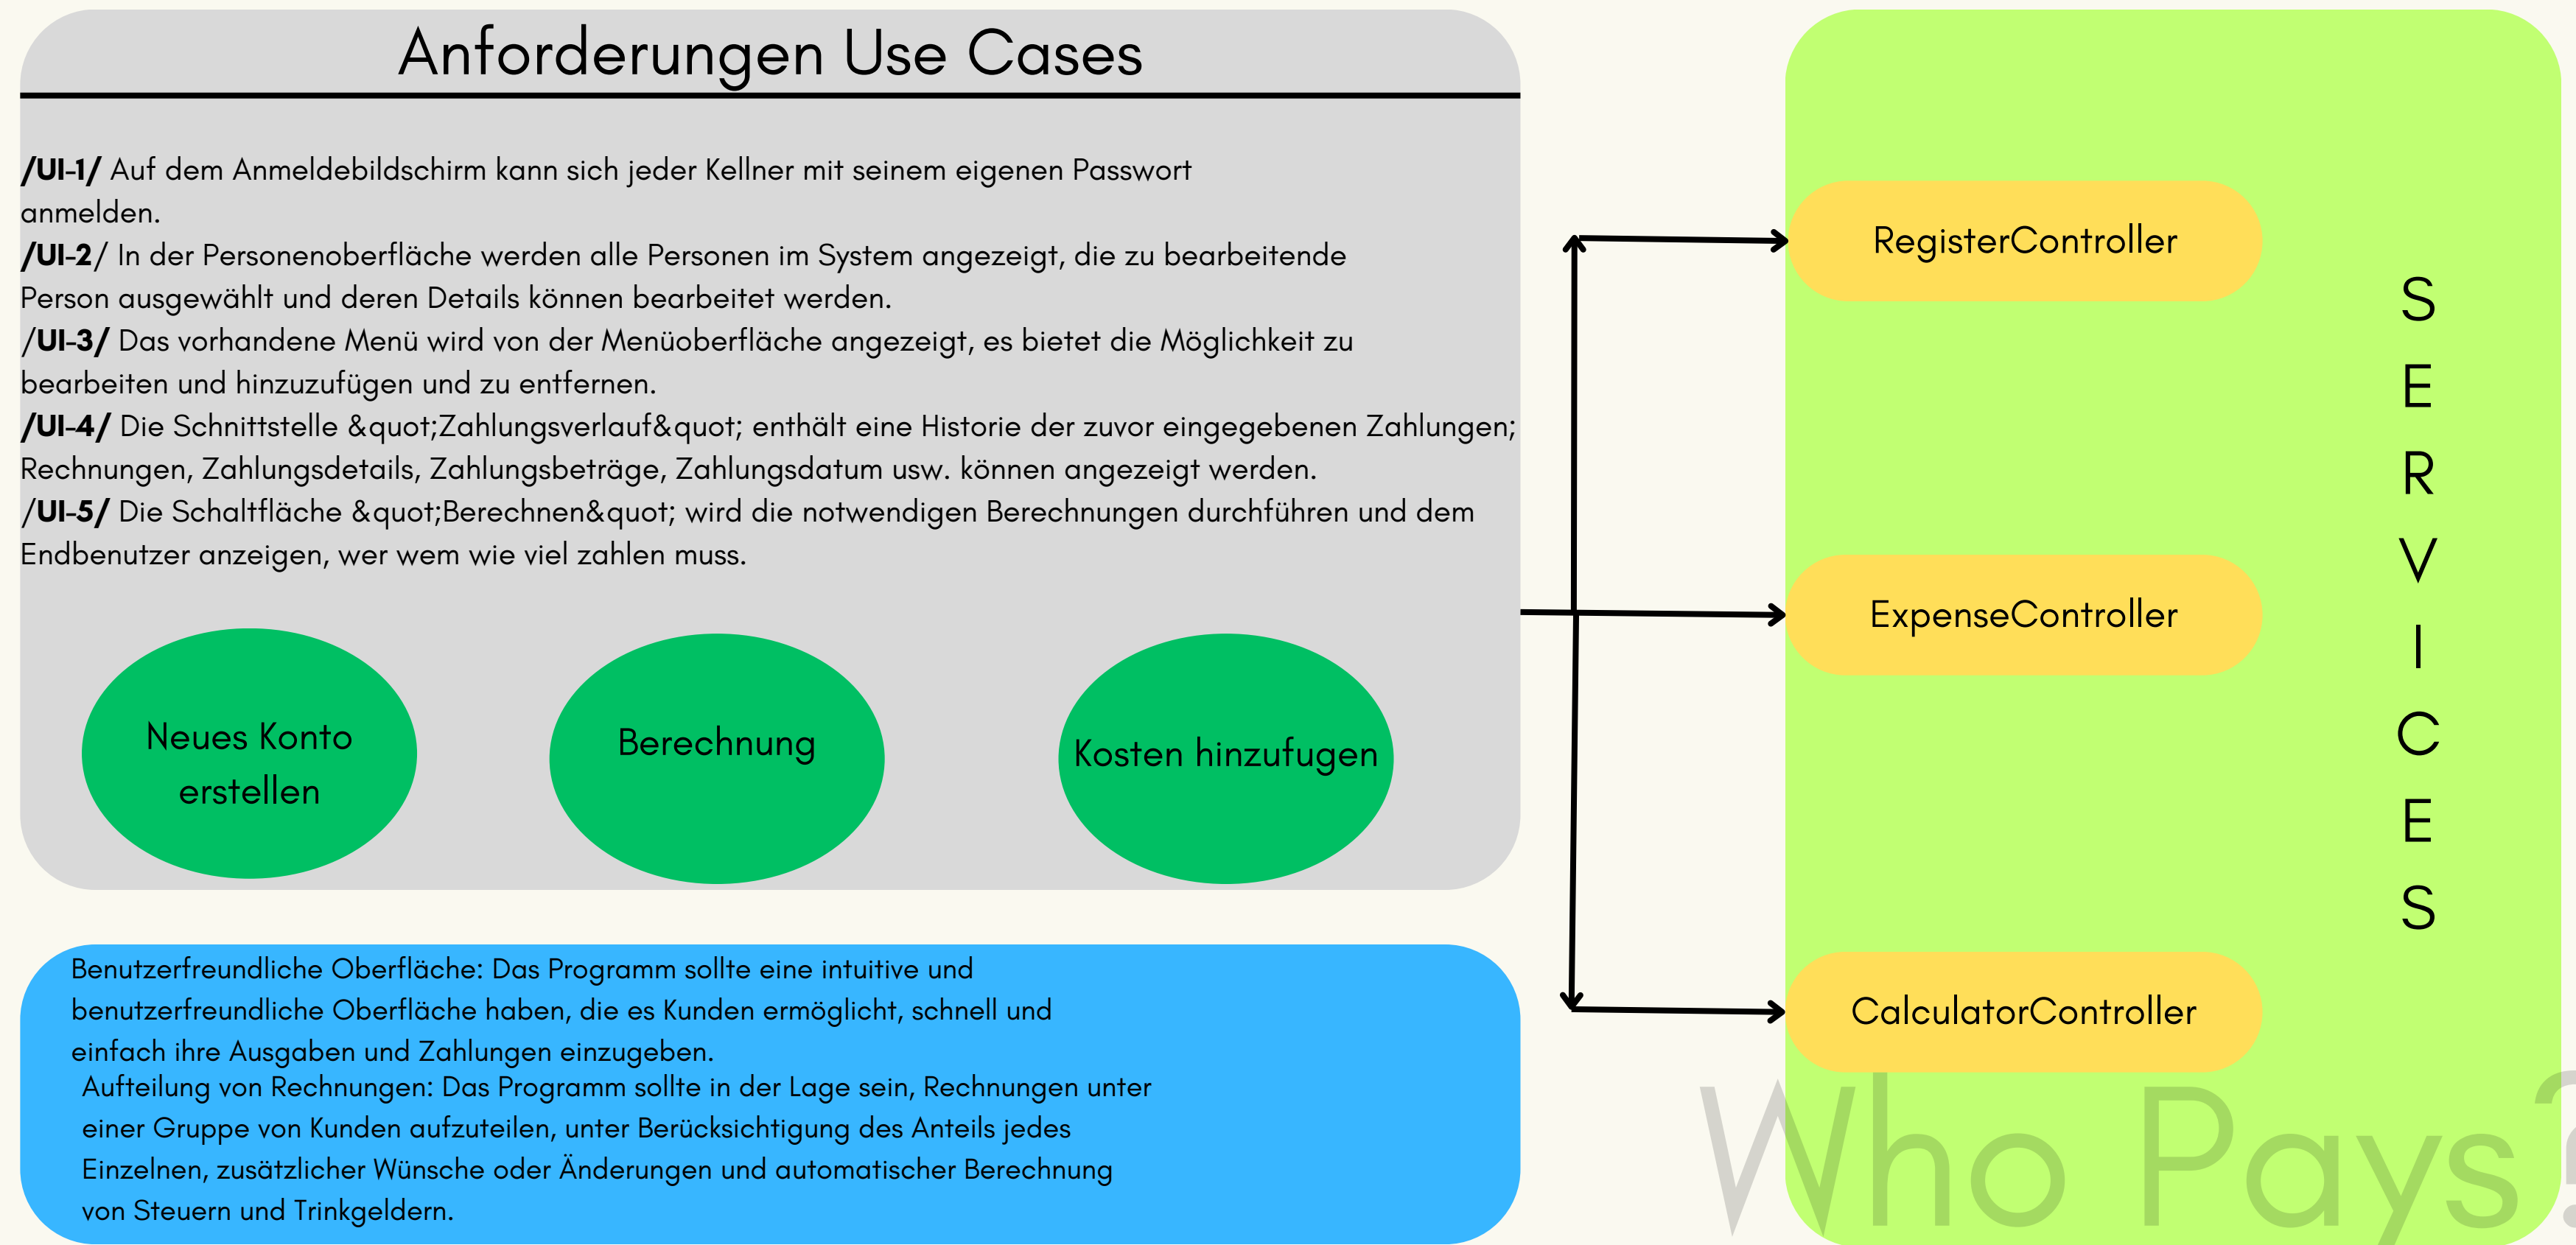 Anforderungen Use Cases
/UI-1/ Auf dem Anmeldebildschirm kann sich jeder Kellner mit seinem eigenen Passwort
anmelden.
/UI-2/ In der Personenoberfläche werden alle Personen im System angezeigt, die zu bearbeitende
Person ausgewählt und deren Details können bearbeitet werden.
/UI-3/ Das vorhandene Menü wird von der Menüoberfläche angezeigt, es bietet die Möglichkeit zu
bearbeiten und hinzuzufügen und zu entfernen.
/UI-4/ Die Schnittstelle &quot;Zahlungsverlauf&quot; enthält eine Historie der zuvor eingegebenen Zahlungen;
Rechnungen, Zahlungsdetails, Zahlungsbeträge, Zahlungsdatum usw. können angezeigt werden.
/UI-5/ Die Schaltfläche &quot;Berechnen&quot; wird die notwendigen Berechnungen durchführen und dem
Endbenutzer anzeigen, wer wem wie viel zahlen muss.
Neues Konto
erstellen
Berechnung
Kosten hinzufugen
Benutzerfreundliche Oberfläche: Das Programm sollte eine intuitive und
benutzerfreundliche Oberfläche haben, die es Kunden ermöglicht, schnell und
einfach ihre Ausgaben und Zahlungen einzugeben.
Aufteilung von Rechnungen: Das Programm sollte in der Lage sein, Rechnungen unter
einer Gruppe von Kunden aufzuteilen, unter Berücksichtigung des Anteils jedes
Einzelnen, zusätzlicher Wünsche oder Änderungen und automatischer Berechnung
von Steuern und Trinkgeldern.
RegisterController
ExpenseController
CalculatorController
S
E
R
V
I
C
E
S
Who Pays?